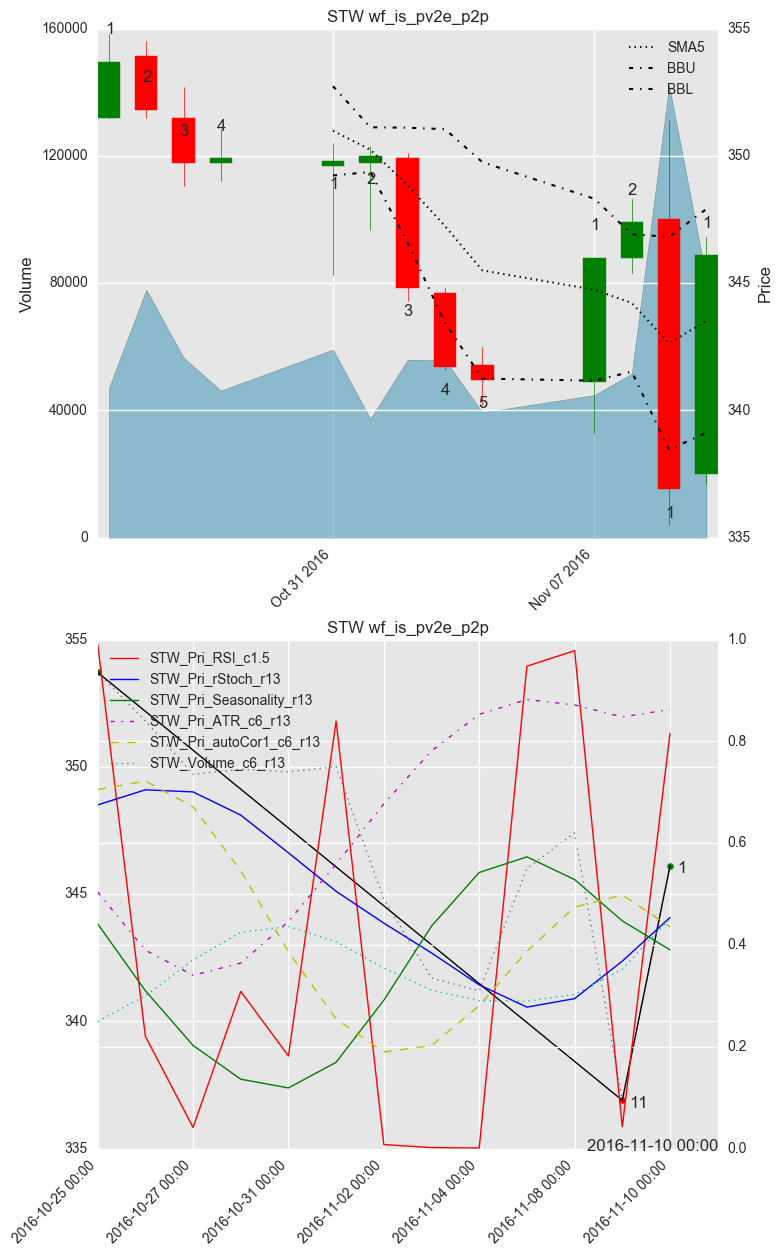 STW wf_is_pv2e_p2p
160000
120000
80000
40000
0
Volume
355
350
345
340
335
Price
SMA5
BBU
BBL
1
2
3
4
1
2
3
4
5
1
2
1
1
Oct 31 2016
Nov 07 2016
STW wf_is_pv2e_p2p
355
350
345
340
335
1.0
0.8
0.6
0.4
0.2
0.0
STW_Pri_RSI_c1.5
STW_Pri_rStoch_r13
STW_Pri_Seasonality_r13
STW_Pri_ATR_c6_r13
STW_Pri_autoCor1_c6_r13
STW_Volume_c6_r13
1
11
2016-11-10 00:00
2016-10-25 00:00
2016-10-27 00:00
2016-10-31 00:00
2016-11-02 00:00
2016-11-04 00:00
2016-11-08 00:00
2016-11-10 00:00